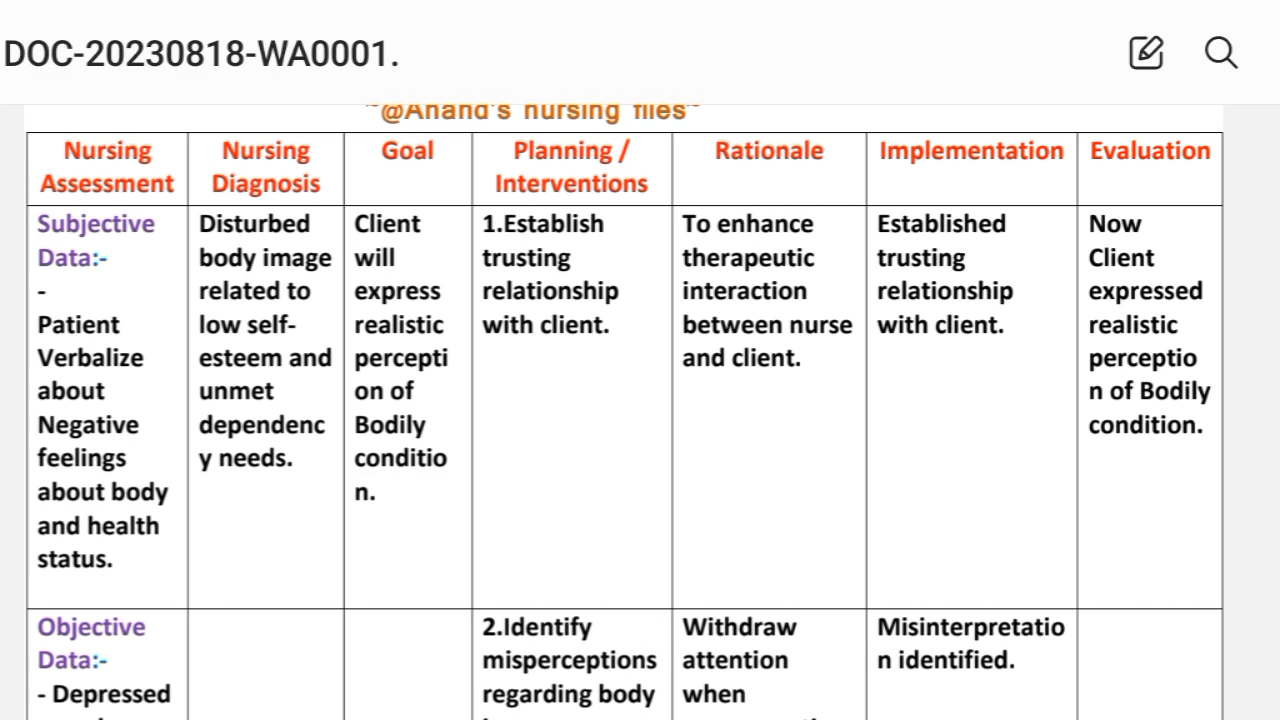 DOC-20230818-WA0001.
"@Anand's nursing files"
Nursing
Assessment
Nursing
Diagnosis
Goal
Planning /
Interventions
Rationale
Implementation
Evaluation
Subjective
Data:-
-
Patient
Verbalize
about
Negative
feelings
about body
and health
status.
Disturbed
body image
related to
low self-
esteem and
unmet
dependenc
y needs.
Client
will
express
realistic
percepti
on of
Bodily
conditio
n.
1.Establish
trusting
relationship
with client.
To enhance
therapeutic
interaction
between nurse
and client.
Established
trusting
relationship
with client.
Now
Client
expressed
realistic
perceptio
n of Bodily
condition.
Objective
Data:-
- Depressed
2.Identify
misperceptions
regarding body
Withdraw
attention
when
Misinterpretatio
n identified.